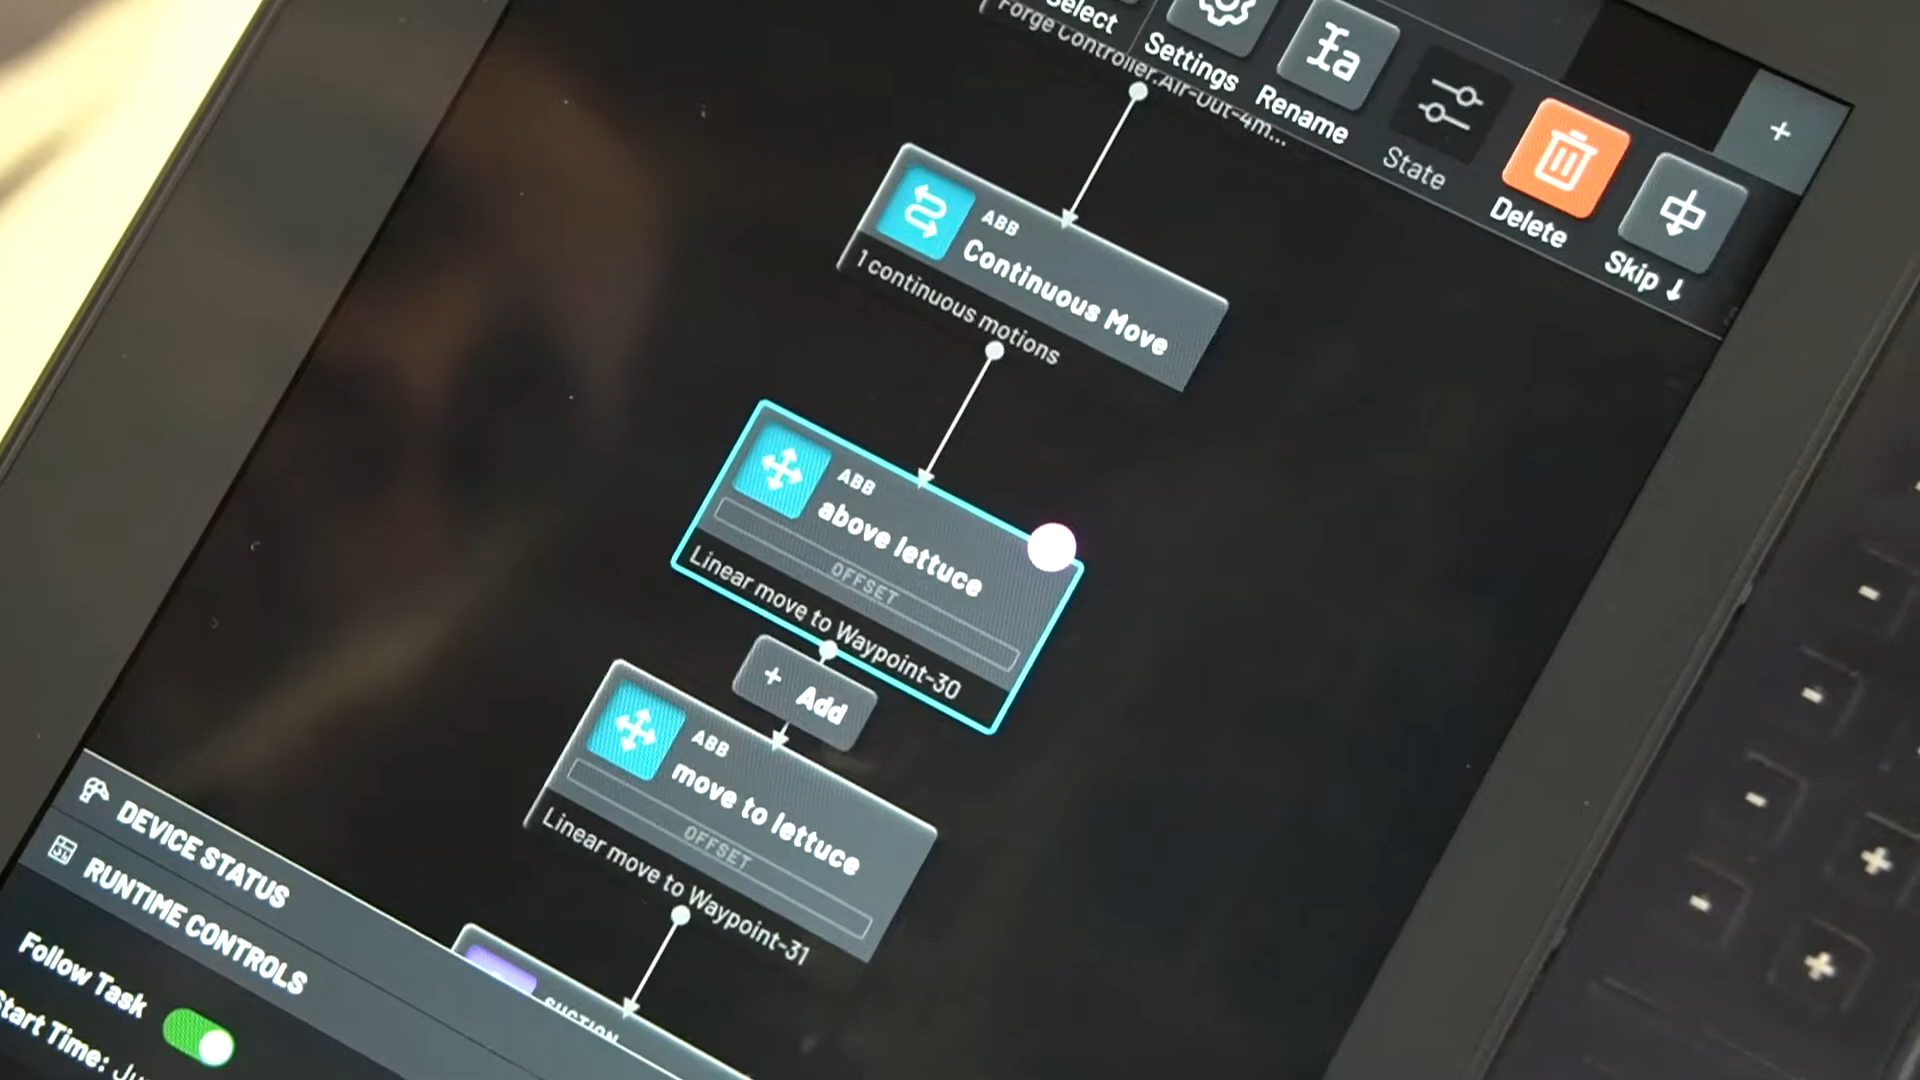 Select
Settings
Rename
State
Delete
Skip ↓
+
Forge Controller.Air-Out-4m...
ABB
Continuous Move
1 continuous motions
ABB
above lettuce
OFFSET
Linear move to Waypoint-30
+ Add
ABB
move to lettuce
OFFSET
Linear move to Waypoint-31
SUCTION
DEVICE STATUS
RUNTIME CONTROLS
Follow Task
Start Time: